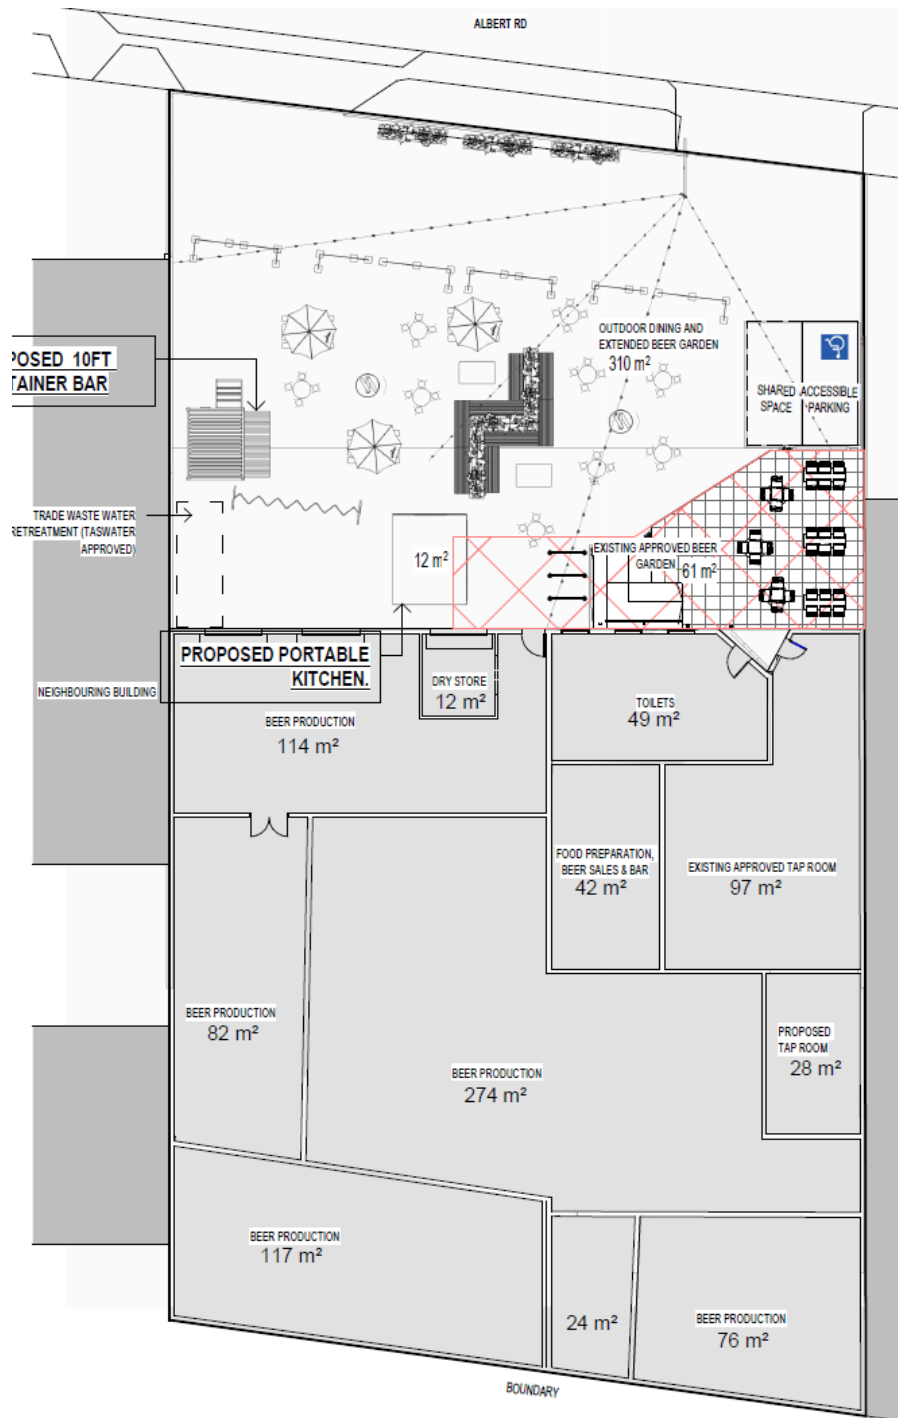 ALBERT RD
OUTDOOR DINING AND
EXTENDED BEER GARDEN
310 m²
POSED 10FT
TAINER BAR
SHARED
SPACE
ACCESSIBLE
PARKING
TRADE WASTE WATER
RETREATMENT (TASWATER
APPROVED)
12 m²
EXISTING APPROVED BEER
GARDEN
61 m²
PROPOSED PORTABLE
KITCHEN.
NEIGHBOURING BUILDING
DRY STORE
12 m²
BEER PRODUCTION
114 m²
TOILETS
49 m²
FOOD PREPARATION,
BEER SALES & BAR
42 m²
EXISTING APPROVED TAP ROOM
97 m²
BEER PRODUCTION
82 m²
PROPOSED
TAP ROOM
28 m²
BEER PRODUCTION
274 m²
BEER PRODUCTION
117 m²
24 m²
BEER PRODUCTION
76 m²
BOUNDARY